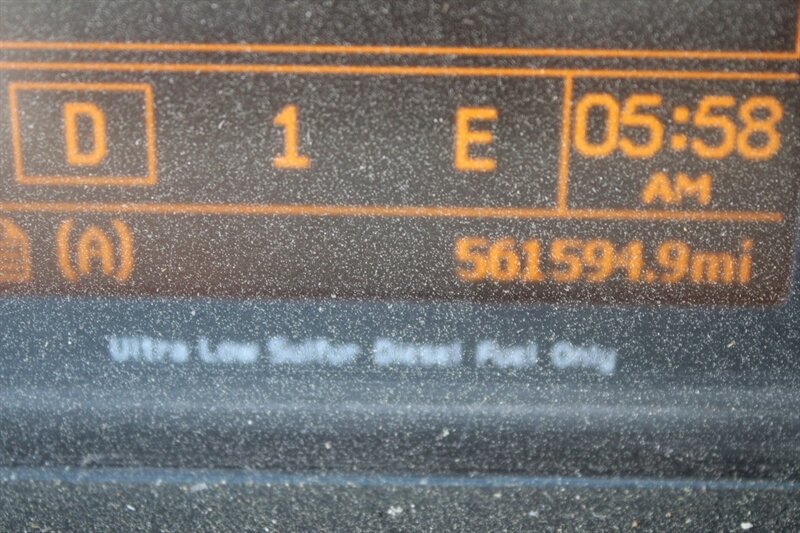 D 1 E 05:58
AM
(A) 561594.9mi
Ultra Low Sulfur Diesel Fuel Only